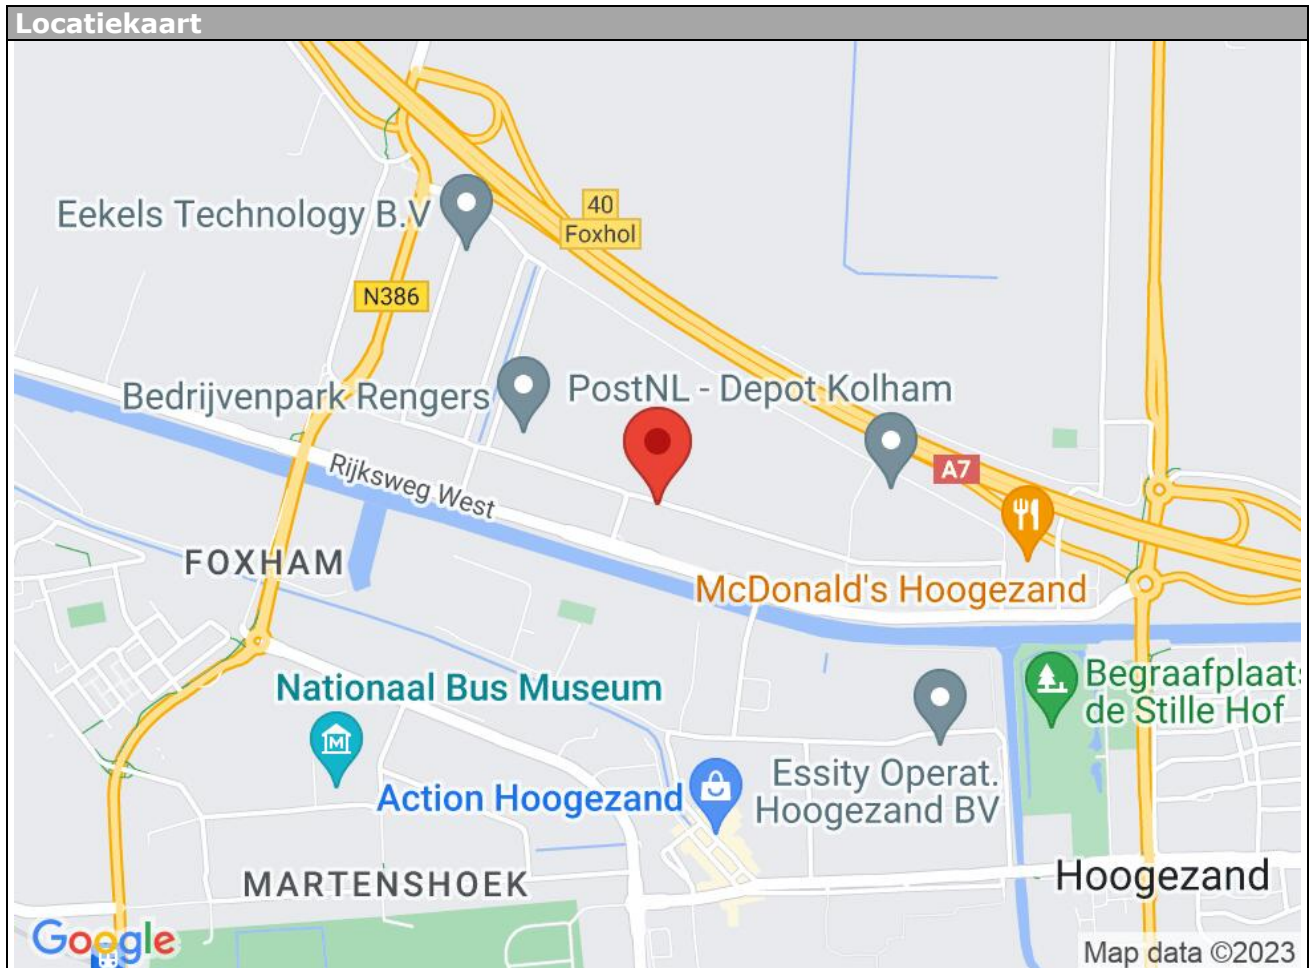 Locatiekaart
Eekels Technology B.V
40
Foxhol
N386
Bedrijvenpark Rengers
PostNL - Depot Kolham
Rijksweg West
A7
FOXHAM
McDonald's Hoogezand
Nationaal Bus Museum
M
Begraafplaats
de Stille Hof
Action Hoogezand
Essity Operat.
Hoogezand BV
MARTENSHOEK
Hoogezand
Google
Map data ©2023